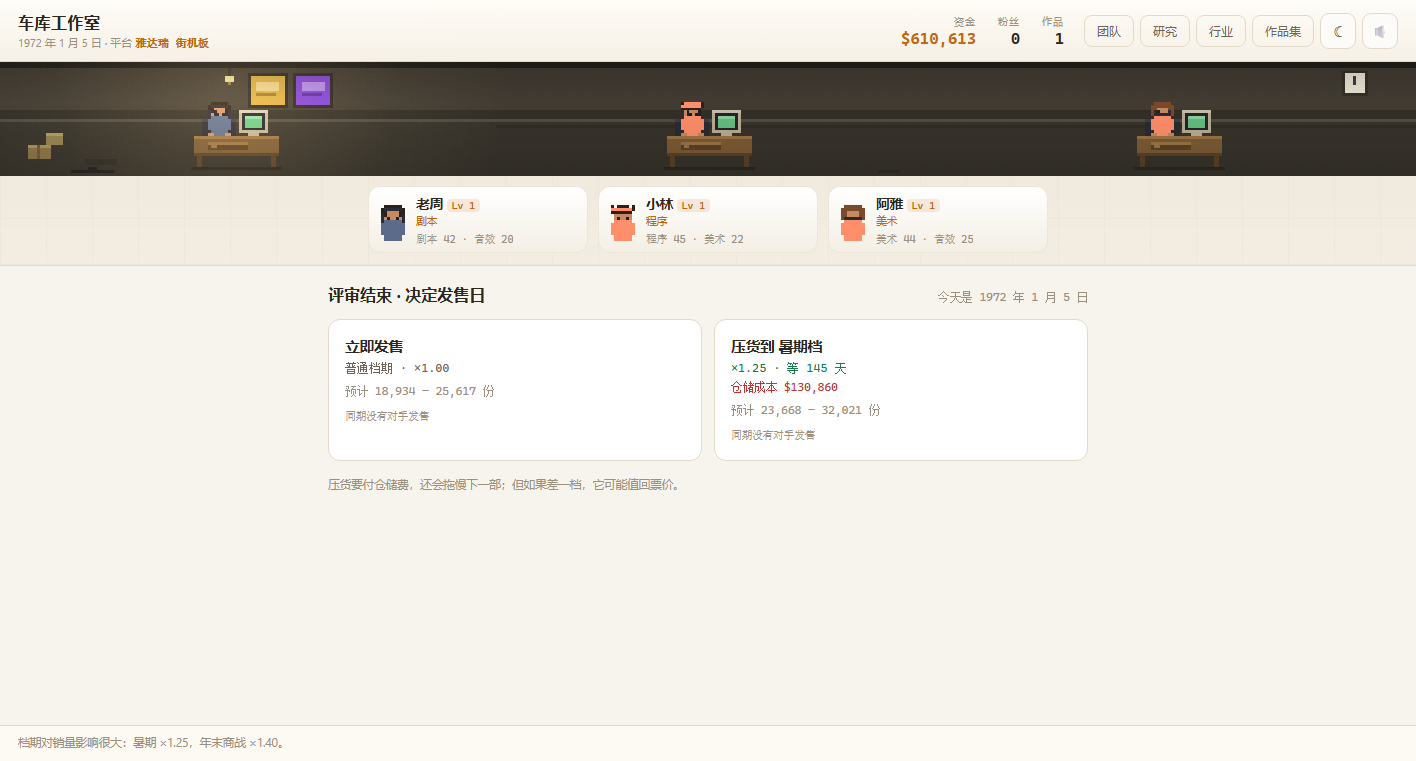 车库工作室
1972 年 1 月 5 日 · 平台 雅达瑞 街机板
资金
$610,613
粉丝
0
作品
1
团队
研究
行业
作品集
老周 Lv 1
剧本
剧本 42 · 音效 20
小林 Lv 1
程序
程序 45 · 美术 22
阿雅 Lv 1
美术
美术 44 · 音效 25
评审结束 · 决定发售日
今天是 1972 年 1 月 5 日
立即发售
普通档期 · ×1.00
预计 18,934 – 25,617 份
同期没有对手发售
压货到 暑期档
×1.25 · 等 145 天
仓储成本 $130,860
预计 23,668 – 32,021 份
同期没有对手发售
压货要付仓储费，还会拖慢下一部；但如果差一档，它可能值回票价。
档期对销量影响很大：暑期 ×1.25，年末商战 ×1.40。